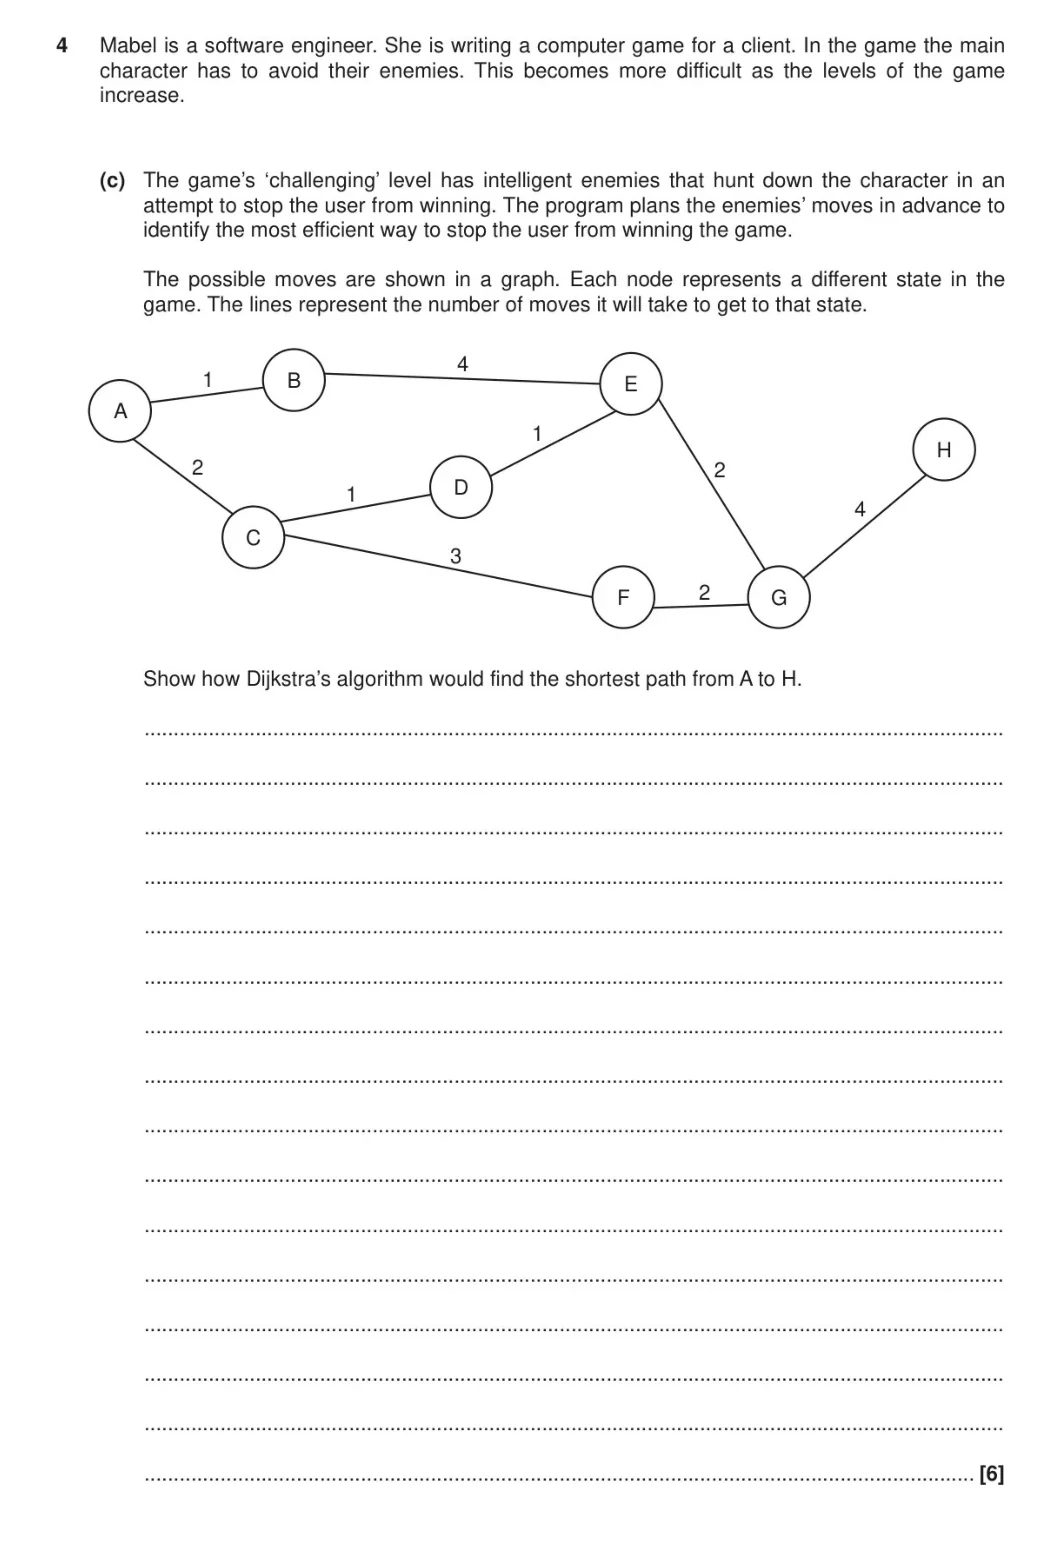 4 Mabel is a software engineer. She is writing a computer game for a client. In the game the main
character has to avoid their enemies. This becomes more difficult as the levels of the game
increase.
(c) The game's 'challenging' level has intelligent enemies that hunt down the character in an
attempt to stop the user from winning. The program plans the enemies' moves in advance to
identify the most efficient way to stop the user from winning the game.
The possible moves are shown in a graph. Each node represents a different state in the
game. The lines represent the number of moves it will take to get to that state.
4
1
B
E
A
1
H
2
2
D
1
4
C
3
F
2
G
Show how Dijkstra's algorithm would find the shortest path from A to H.
[6]